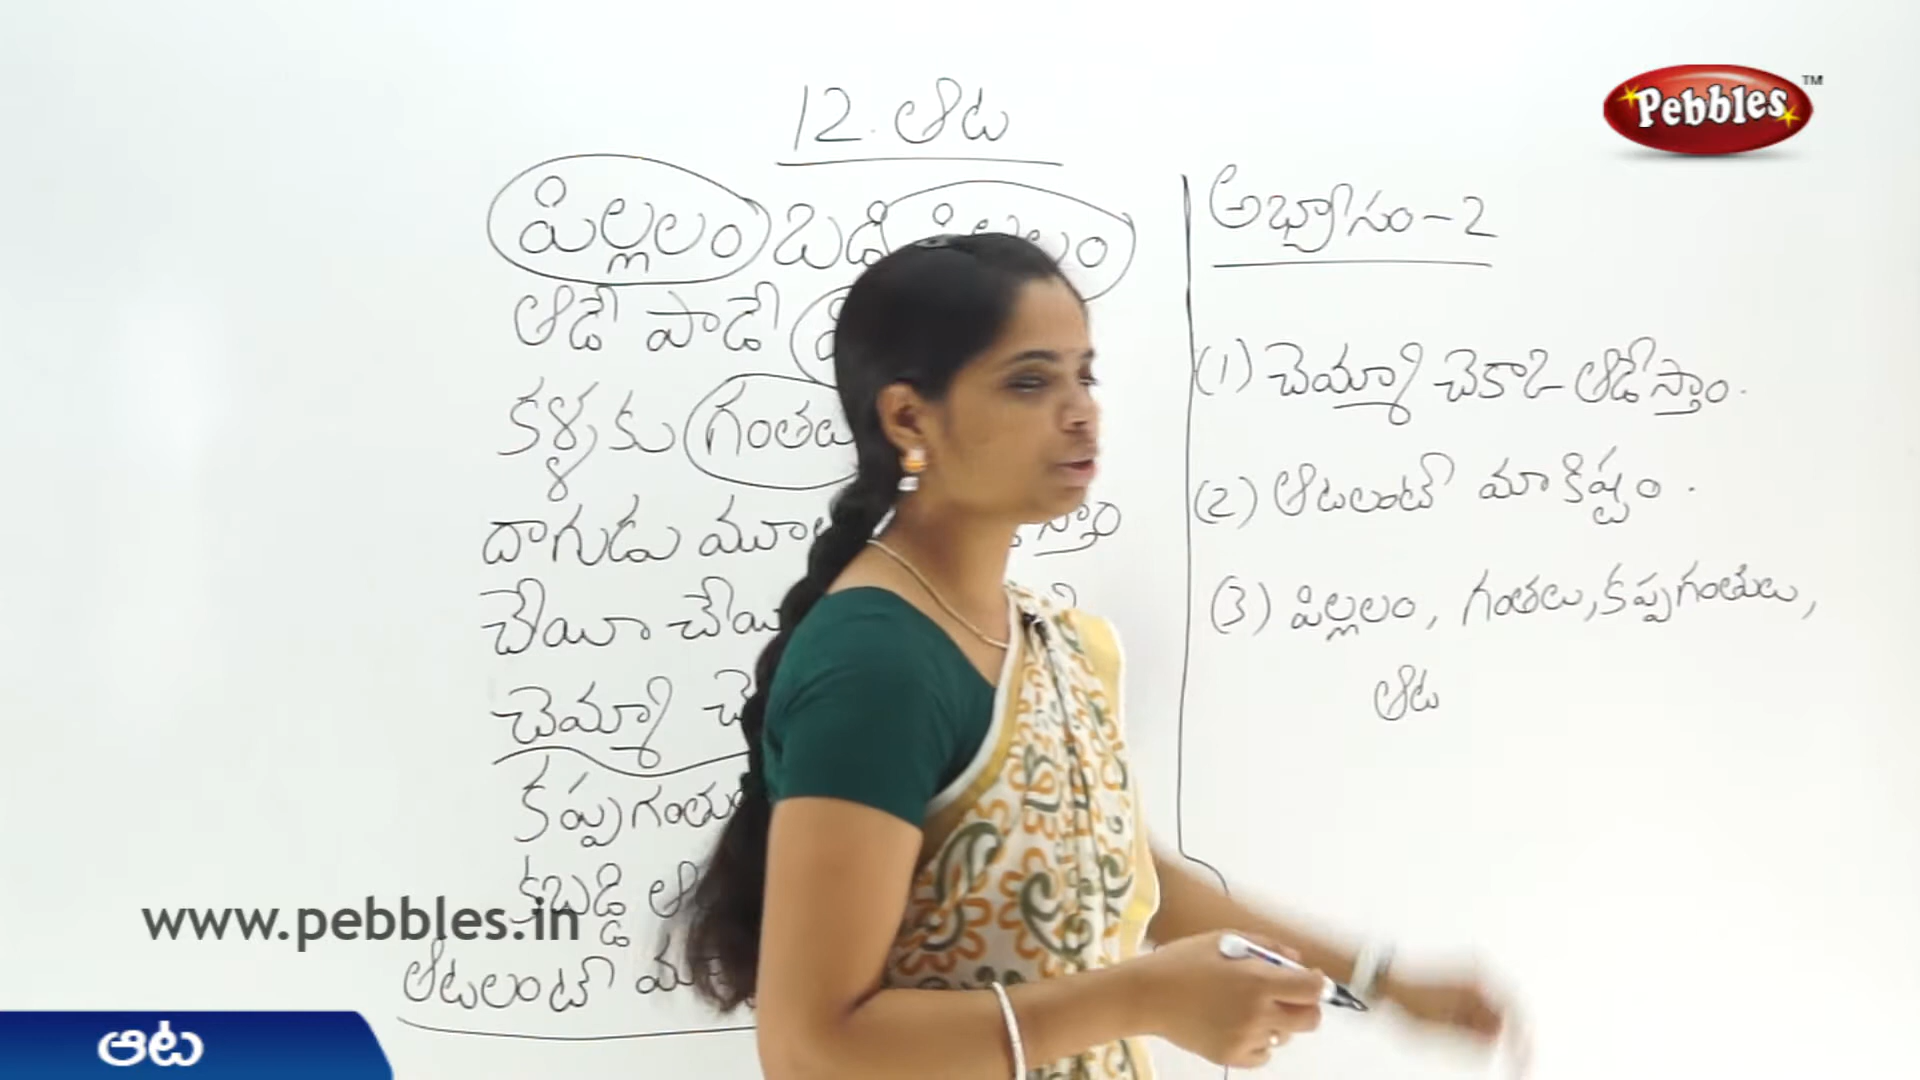 12. ఆట
పిల్లలం బడి
ఆడే పాడే
కళ్ళకు గంతలు
దాగుడు
చేయీ
చెమ్మా
కప్పగంతు
కబడ్డి
ఆటలంటే
అభ్యాసం-2
(1) చెమ్మా చెకా ఆడేస్తాం.
(2) ఆటలంటే మాకిష్టం.
(3) పిల్లలం, గంతలు, కప్పగంతులు,
ఆట
Pebbles TM
www.pebbles.in
ఆట